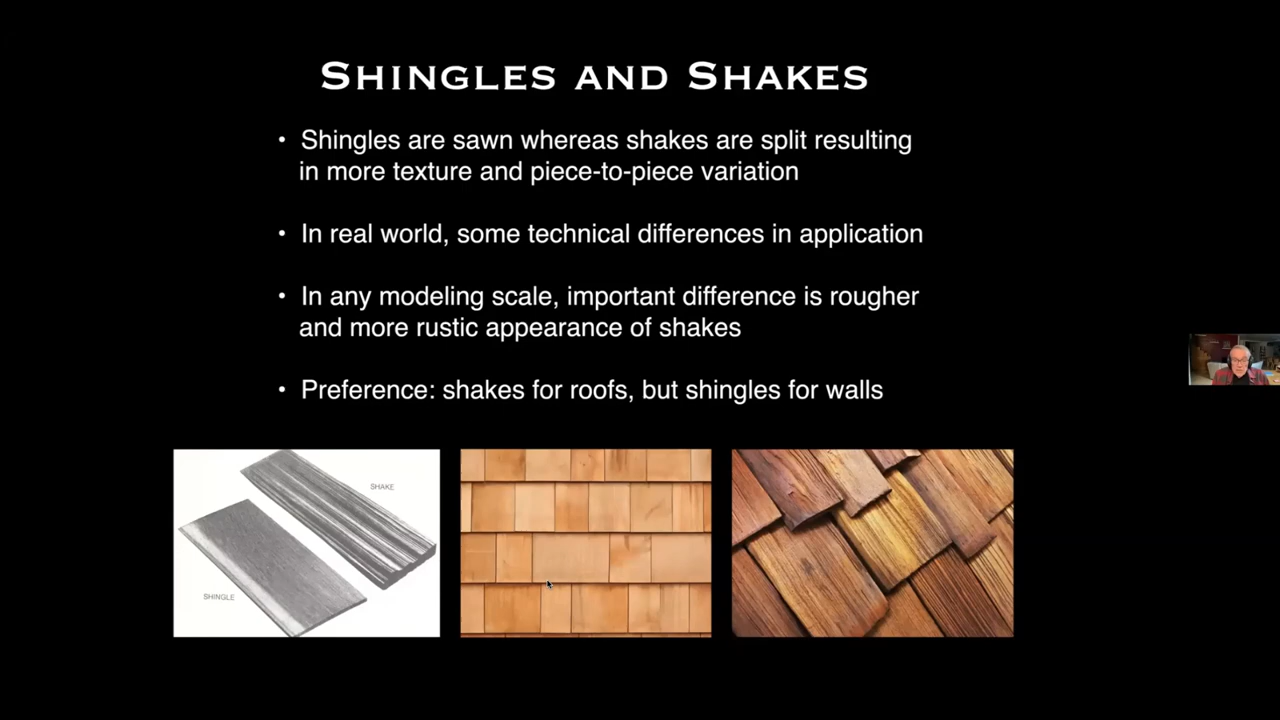 SHINGLES AND SHAKES
• Shingles are sawn whereas shakes are split resulting
in more texture and piece-to-piece variation
• In real world, some technical differences in application
• In any modeling scale, important difference is rougher
and more rustic appearance of shakes
• Preference: shakes for roofs, but shingles for walls
SHAKE
SHINGLE